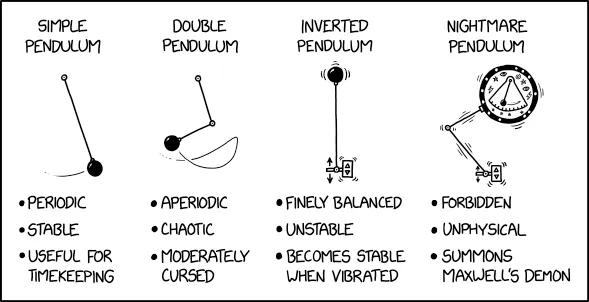 SIMPLE
PENDULUM
• PERIODIC
• STABLE
• USEFUL FOR
TIMEKEEPING
DOUBLE
PENDULUM
• APERIODIC
• CHAOTIC
• MODERATELY
CURSED
INVERTED
PENDULUM
• FINELY BALANCED
• UNSTABLE
• BECOMES STABLE
WHEN VIBRATED
NIGHTMARE
PENDULUM
• FORBIDDEN
• UNPHYSICAL
• SUMMONS
MAXWELL'S DEMON